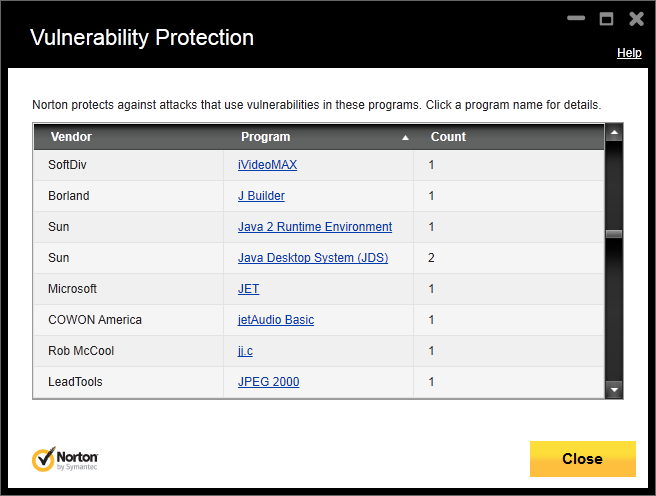 Vulnerability Protection
Help
Norton protects against attacks that use vulnerabilities in these programs. Click a program name for details.
Vendor Program Count
SoftDiv iVideoMAX 1
Borland J Builder 1
Sun Java 2 Runtime Environment 1
Sun Java Desktop System (JDS) 2
Microsoft JET 1
COWON America jetAudio Basic 1
Rob McCool jj.c 1
LeadTools JPEG 2000 1
Norton
by Symantec
Close